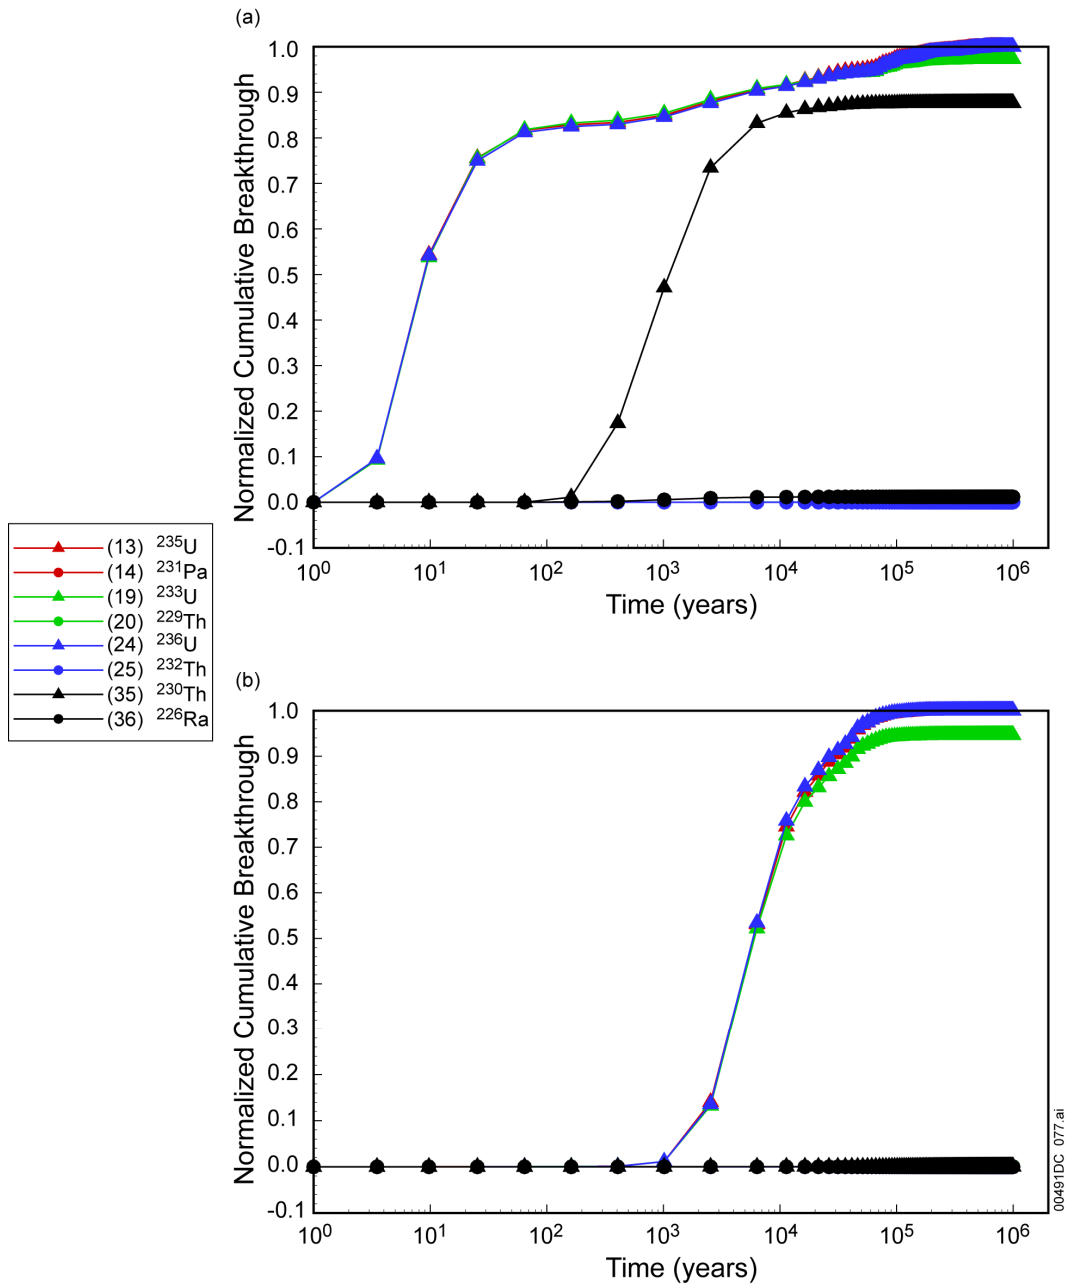 (a)
Normalized Cumulative Breakthrough
1.0
0.9
0.8
0.7
0.6
0.5
0.4
0.3
0.2
0.1
0.0
-0.1
10⁰ 10¹ 10² 10³ 10⁴ 10⁵ 10⁶
Time (years)
(13) ²³⁵U
(14) ²³¹Pa
(19) ²³³U
(20) ²²⁹Th
(24) ²³⁶U
(25) ²³²Th
(35) ²³⁰Th
(36) ²²⁶Ra
(b)
Normalized Cumulative Breakthrough
1.0
0.9
0.8
0.7
0.6
0.5
0.4
0.3
0.2
0.1
0.0
-0.1
10⁰ 10¹ 10² 10³ 10⁴ 10⁵ 10⁶
Time (years)
00491DC_077.ai